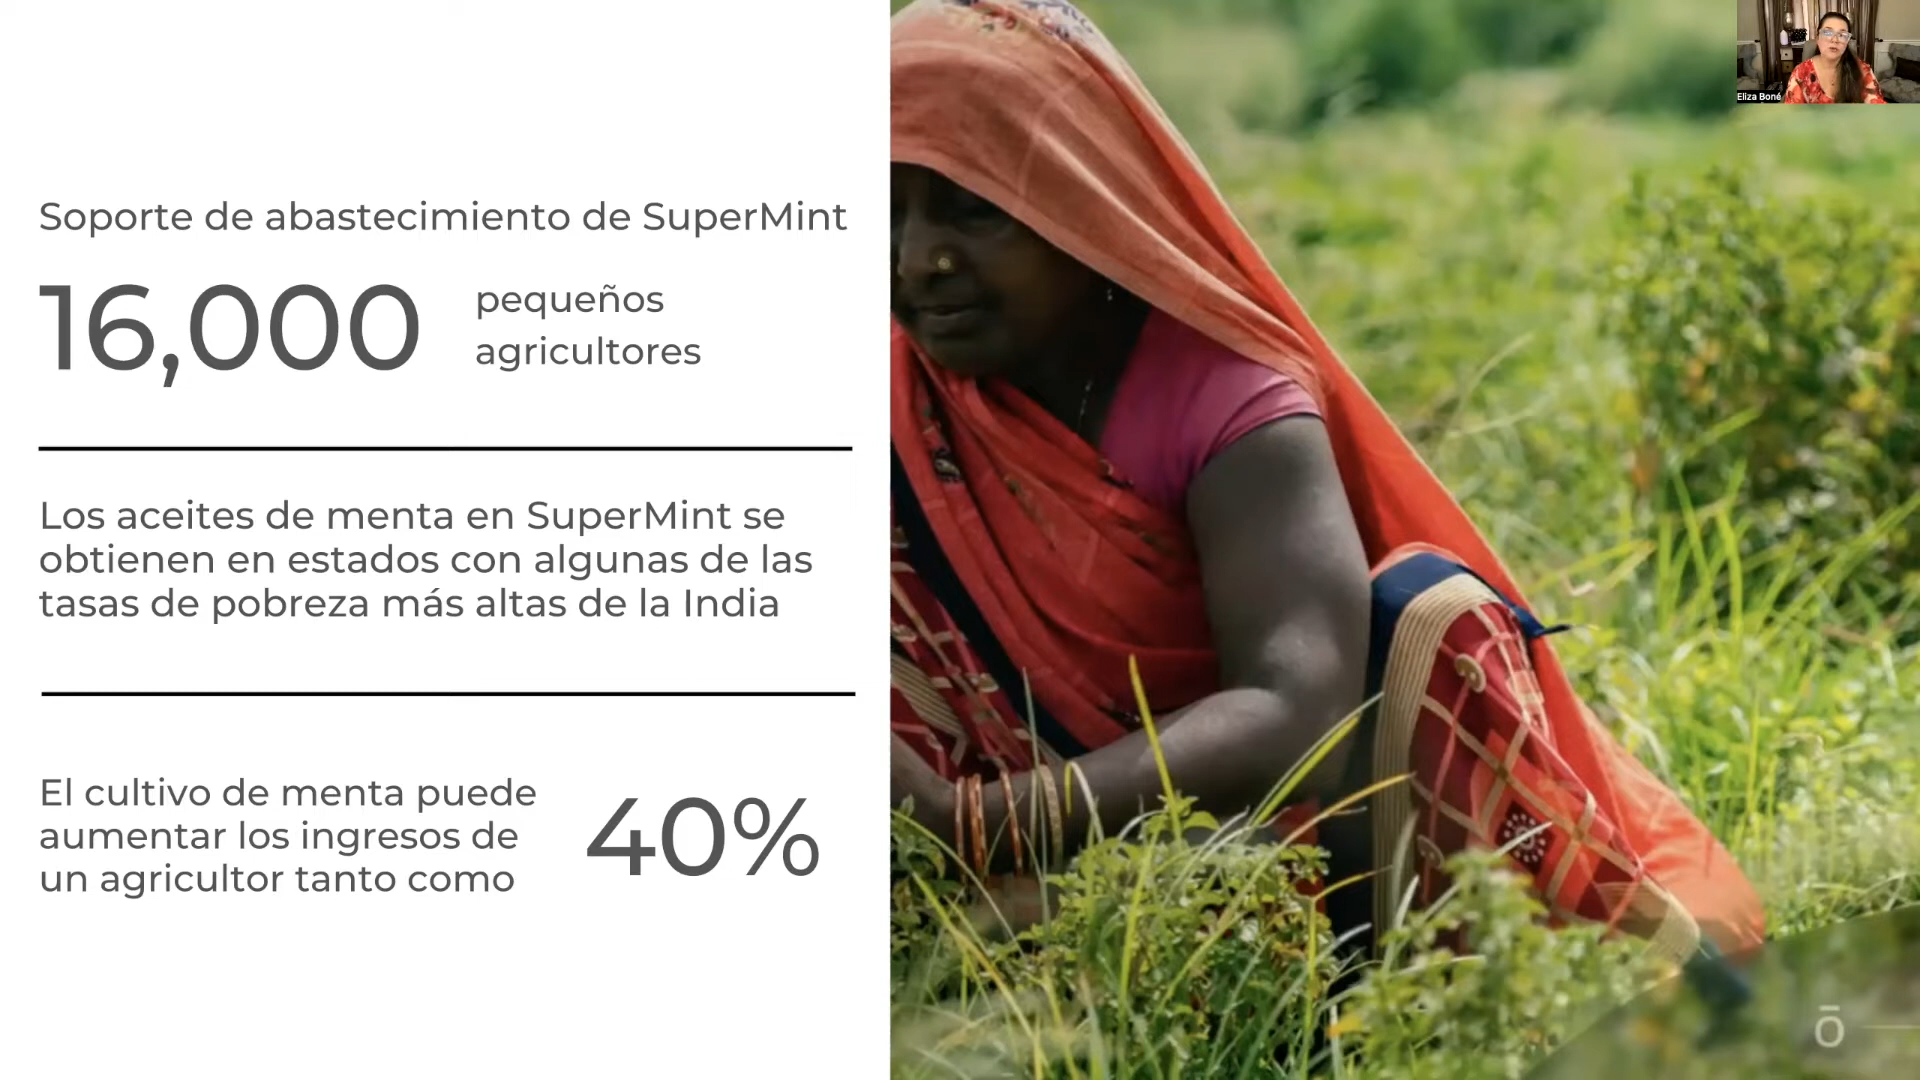 Soporte de abastecimiento de SuperMint
16,000
pequeños
agricultores
Los aceites de menta en SuperMint se
obtienen en estados con algunas de las
tasas de pobreza más altas de la India
El cultivo de menta puede
aumentar los ingresos de
un agricultor tanto como
40%
Eliza Boné
ō